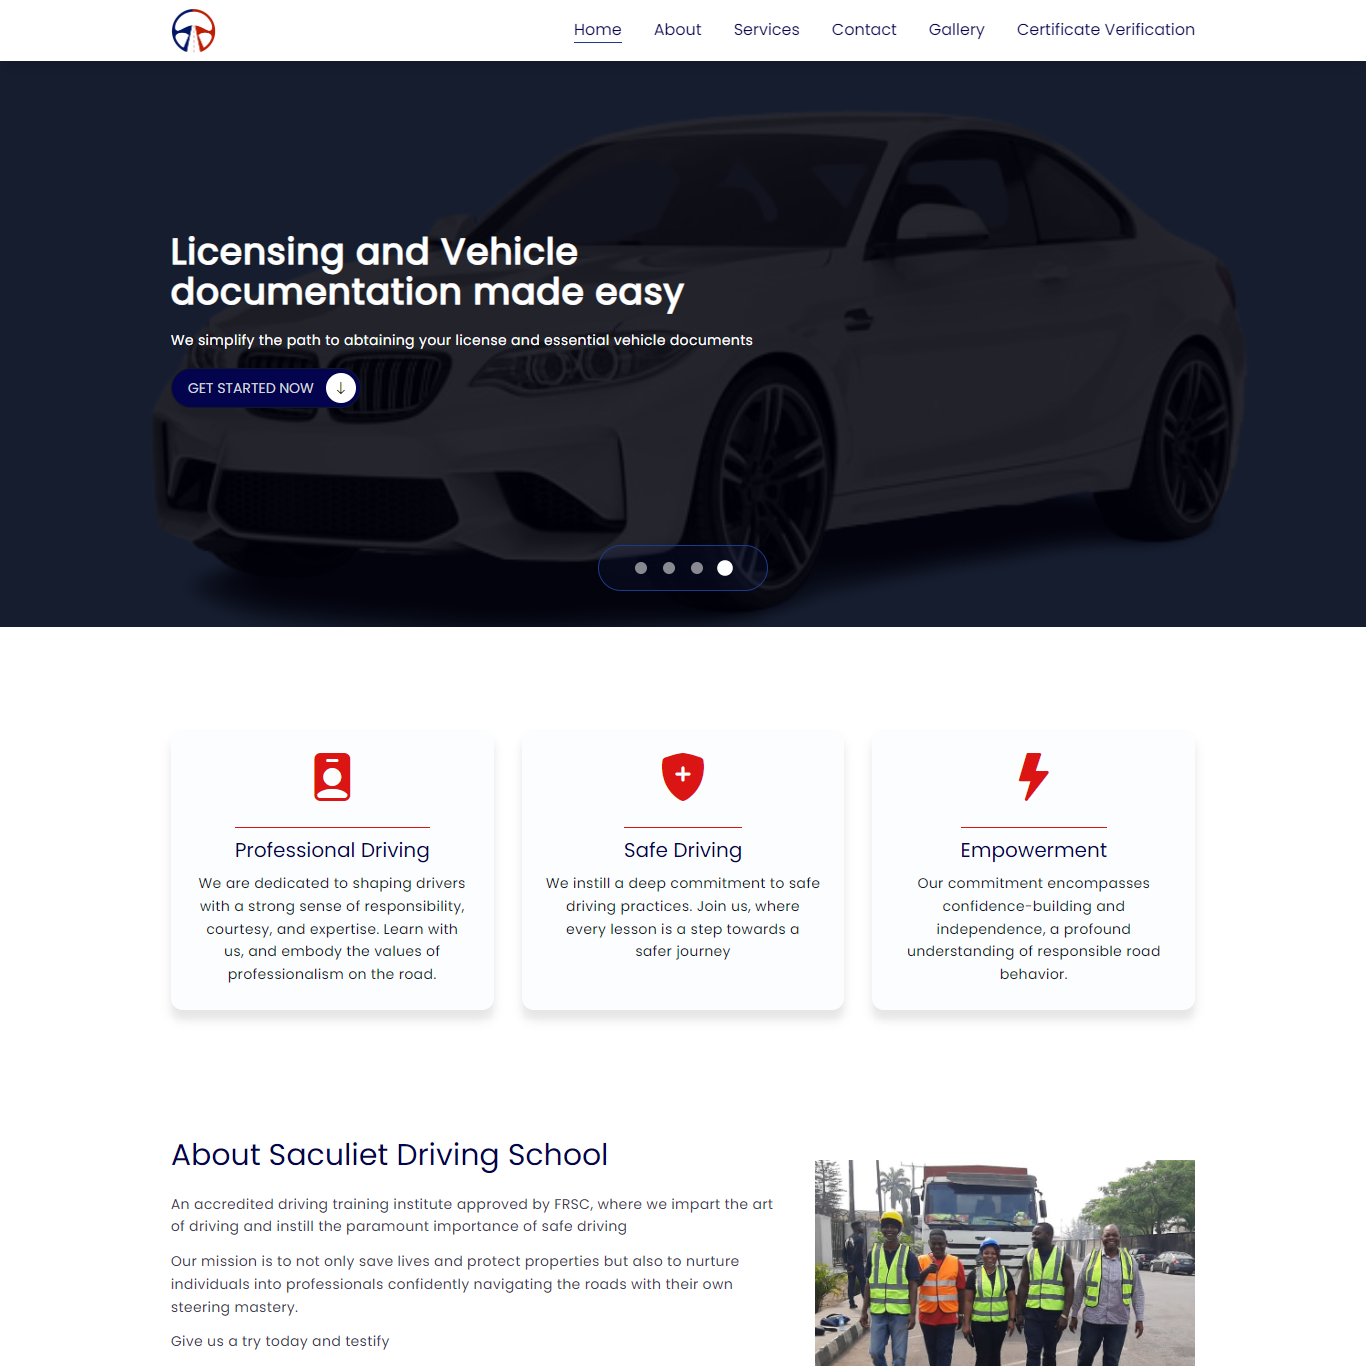 Home About Services Contact Gallery Certificate Verification
Licensing and Vehicle
documentation made easy
We simplify the path to abtaining your license and essential vehicle documents
GET STARTED NOW
Professional Driving
We are dedicated to shaping drivers
with a strong sense of responsibility,
courtesy, and expertise. Learn with
us, and embody the values of
professionalism on the road.
Safe Driving
We instill a deep commitment to safe
driving practices. Join us, where
every lesson is a step towards a
safer journey
Empowerment
Our commitment encompasses
confidence-building and
independence, a profound
understanding of responsible road
behavior.
About Saculiet Driving School
An accredited driving training institute approved by FRSC, where we impart the art
of driving and instill the paramount importance of safe driving
Our mission is to not only save lives and protect properties but also to nurture
individuals into professionals confidently navigating the roads with their own
steering mastery.
Give us a try today and testify